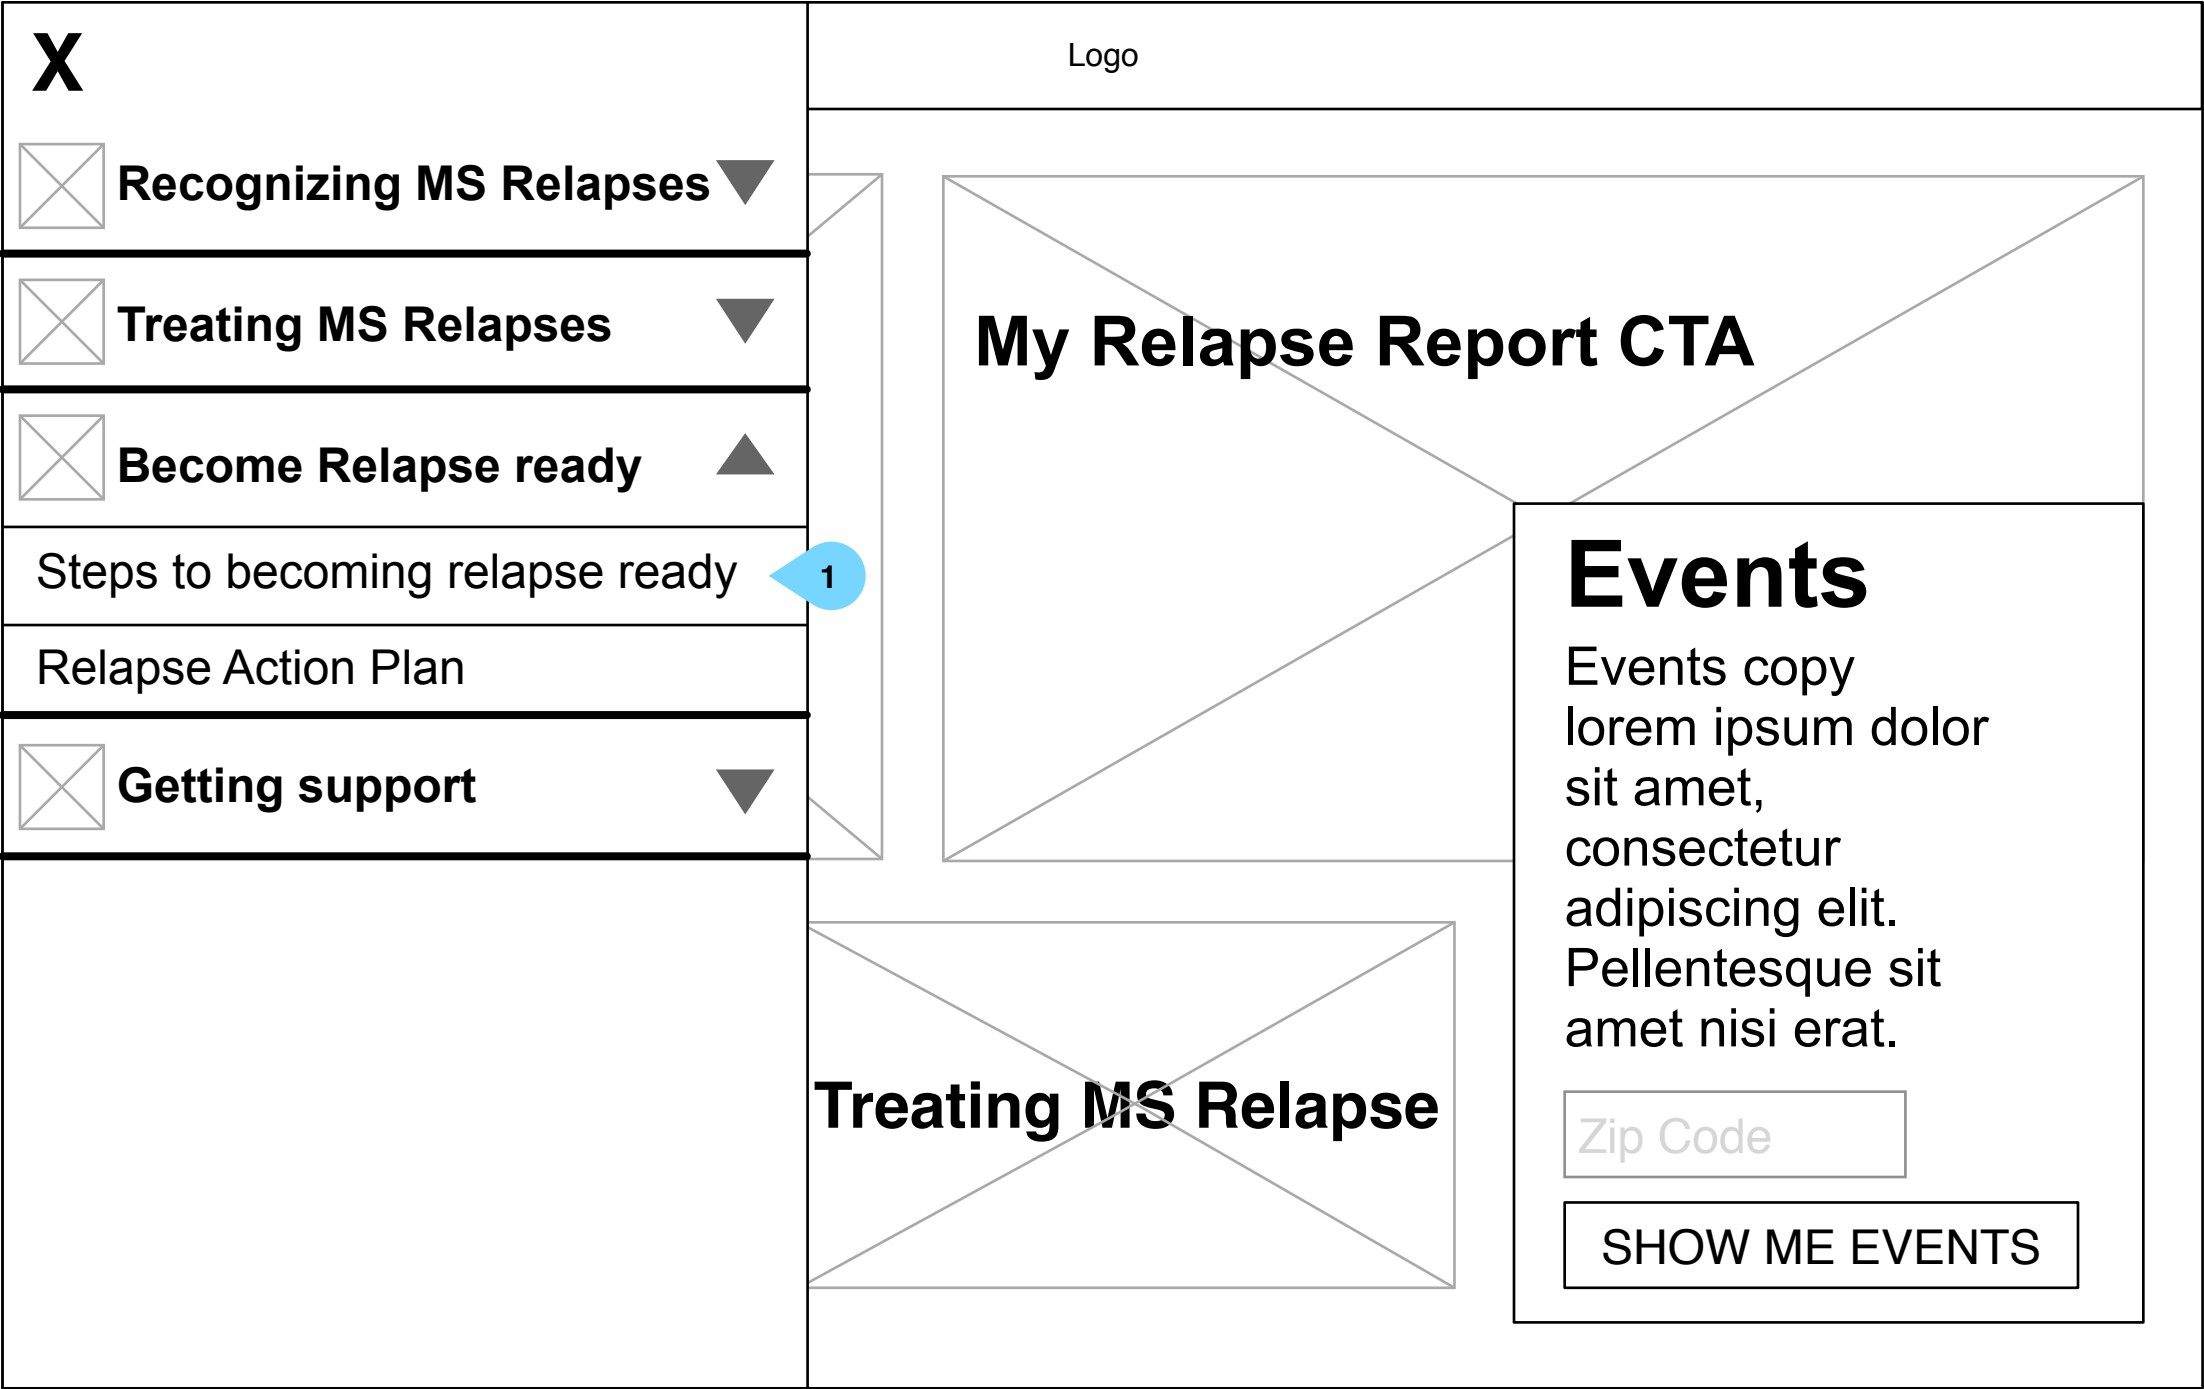 X
Logo
Recognizing MS Relapses
Treating MS Relapses
Become Relapse ready
Steps to becoming relapse ready
1
Relapse Action Plan
Getting support
My Relapse Report CTA
Treating MS Relapse
Events
Events copy
lorem ipsum dolor
sit amet,
consectetur
adipiscing elit.
Pellentesque sit
amet nisi erat.
Zip Code
SHOW ME EVENTS